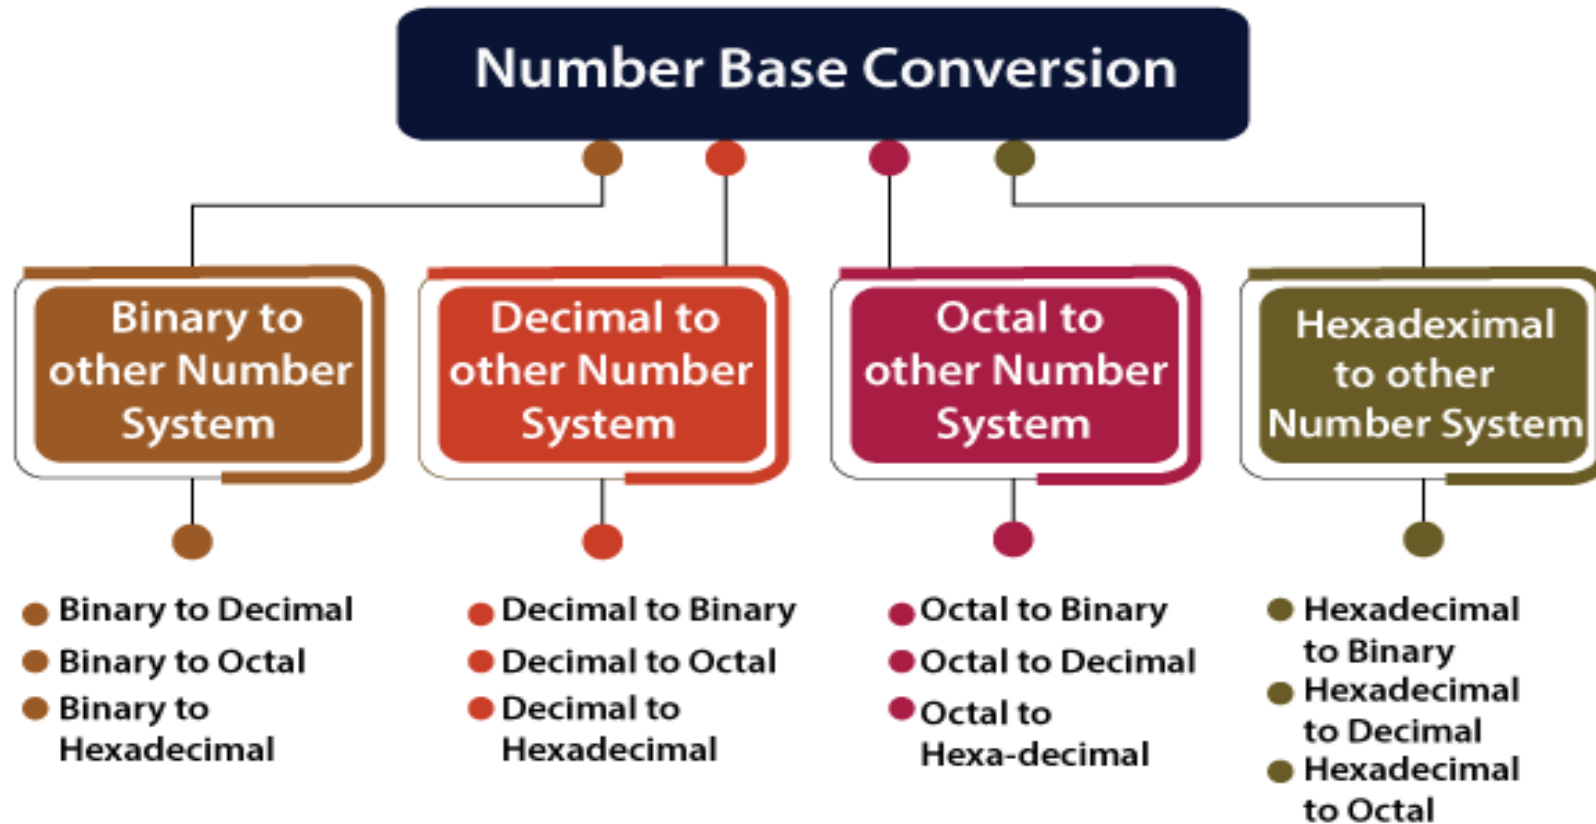 Number Base Conversion
Binary to
other Number
System
Decimal to
other Number
System
Octal to
other Number
System
Hexadeximal
to other
Number System
Binary to Decimal
Binary to Octal
Binary to
Hexadecimal
Decimal to Binary
Decimal to Octal
Decimal to
Hexadecimal
Octal to Binary
Octal to Decimal
Octal to
Hexa-decimal
Hexadecimal
to Binary
Hexadecimal
to Decimal
Hexadecimal
to Octal